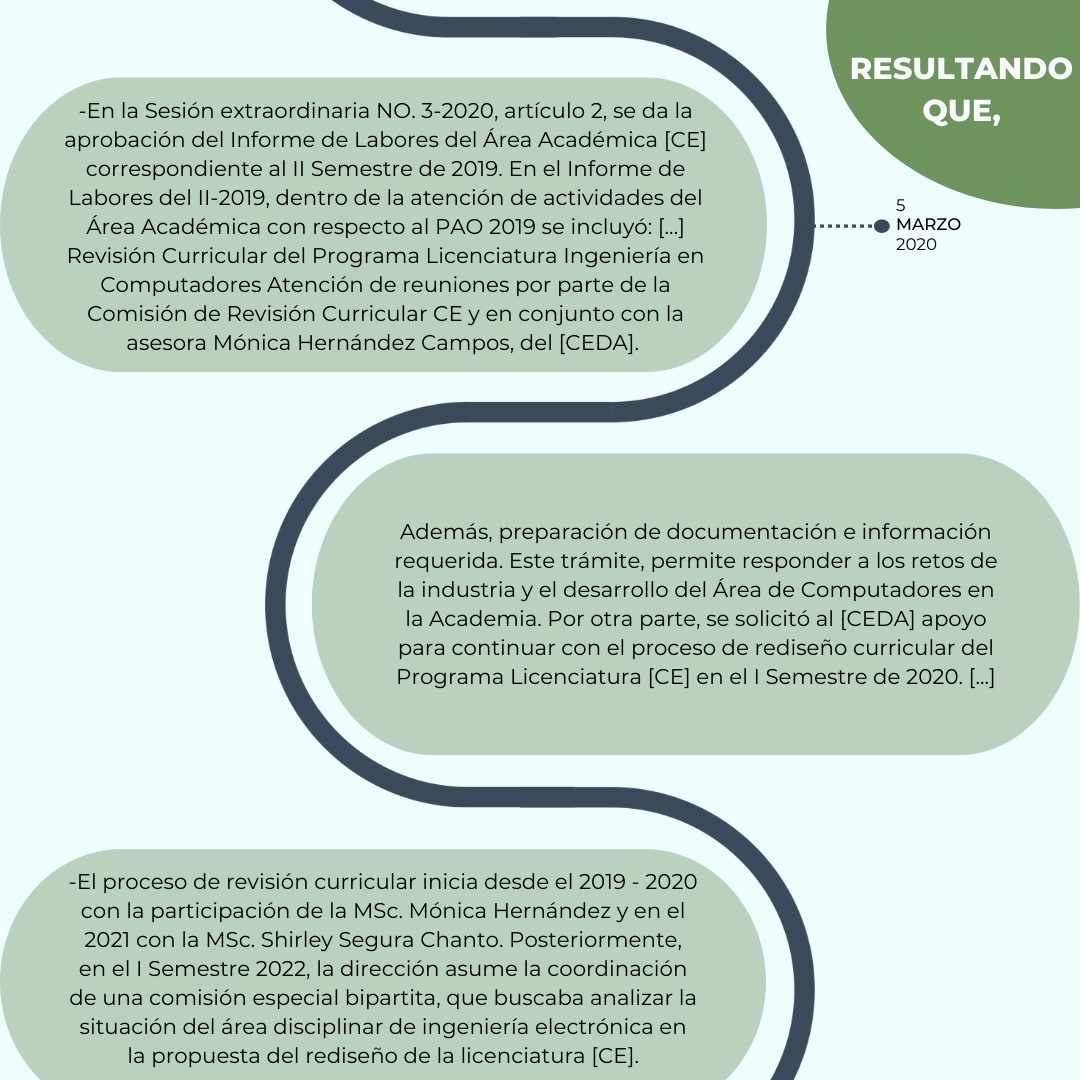 RESULTANDO
QUE,
-En la Sesión extraordinaria NO. 3-2020, artículo 2, se da la
aprobación del Informe de Labores del Área Académica [CE]
correspondiente al II Semestre de 2019. En el Informe de
Labores del II-2019, dentro de la atención de actividades del
Área Académica con respecto al PAO 2019 se incluyó: [...]
Revisión Curricular del Programa Licenciatura Ingeniería en
Computadores Atención de reuniones por parte de la
Comisión de Revisión Curricular CE y en conjunto con la
asesora Mónica Hernández Campos, del [CEDA].
5
MARZO
2020
Además, preparación de documentación e información
requerida. Este trámite, permite responder a los retos de
la industria y el desarrollo del Área de Computadores en
la Academia. Por otra parte, se solicitó al [CEDA] apoyo
para continuar con el proceso de rediseño curricular del
Programa Licenciatura [CE] en el I Semestre de 2020. [...]
-El proceso de revisión curricular inicia desde el 2019 - 2020
con la participación de la MSc. Mónica Hernández y en el
2021 con la MSc. Shirley Segura Chanto. Posteriormente,
en el I Semestre 2022, la dirección asume la coordinación
de una comisión especial bipartita, que buscaba analizar la
situación del área disciplinar de ingeniería electrónica en
la propuesta del rediseño de la licenciatura [CE].